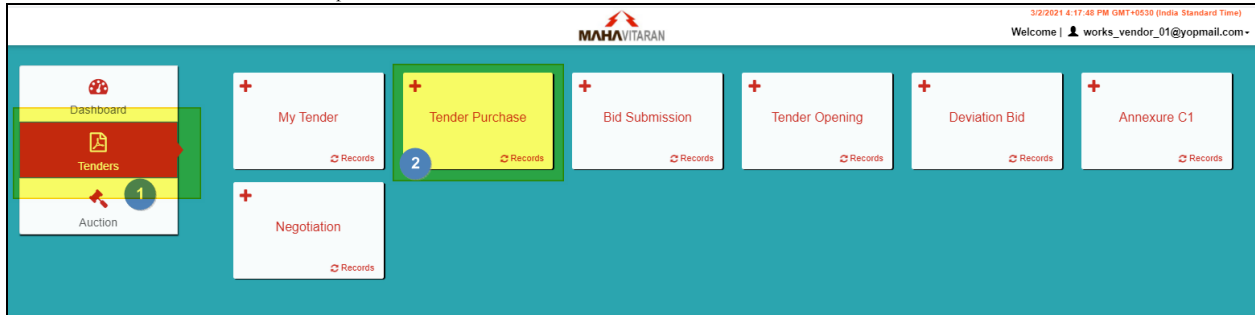 3/2/2021 4:17:48 PM GMT+0530 (India Standard Time)
MAHAVITARAN
Welcome | works_vendor_01@yopmail.com
Dashboard
Tenders
1
Auction
My Tender
Records
Tender Purchase
2
Records
Bid Submission
Records
Tender Opening
Records
Deviation Bid
Records
Annexure C1
Records
Negotiation
Records